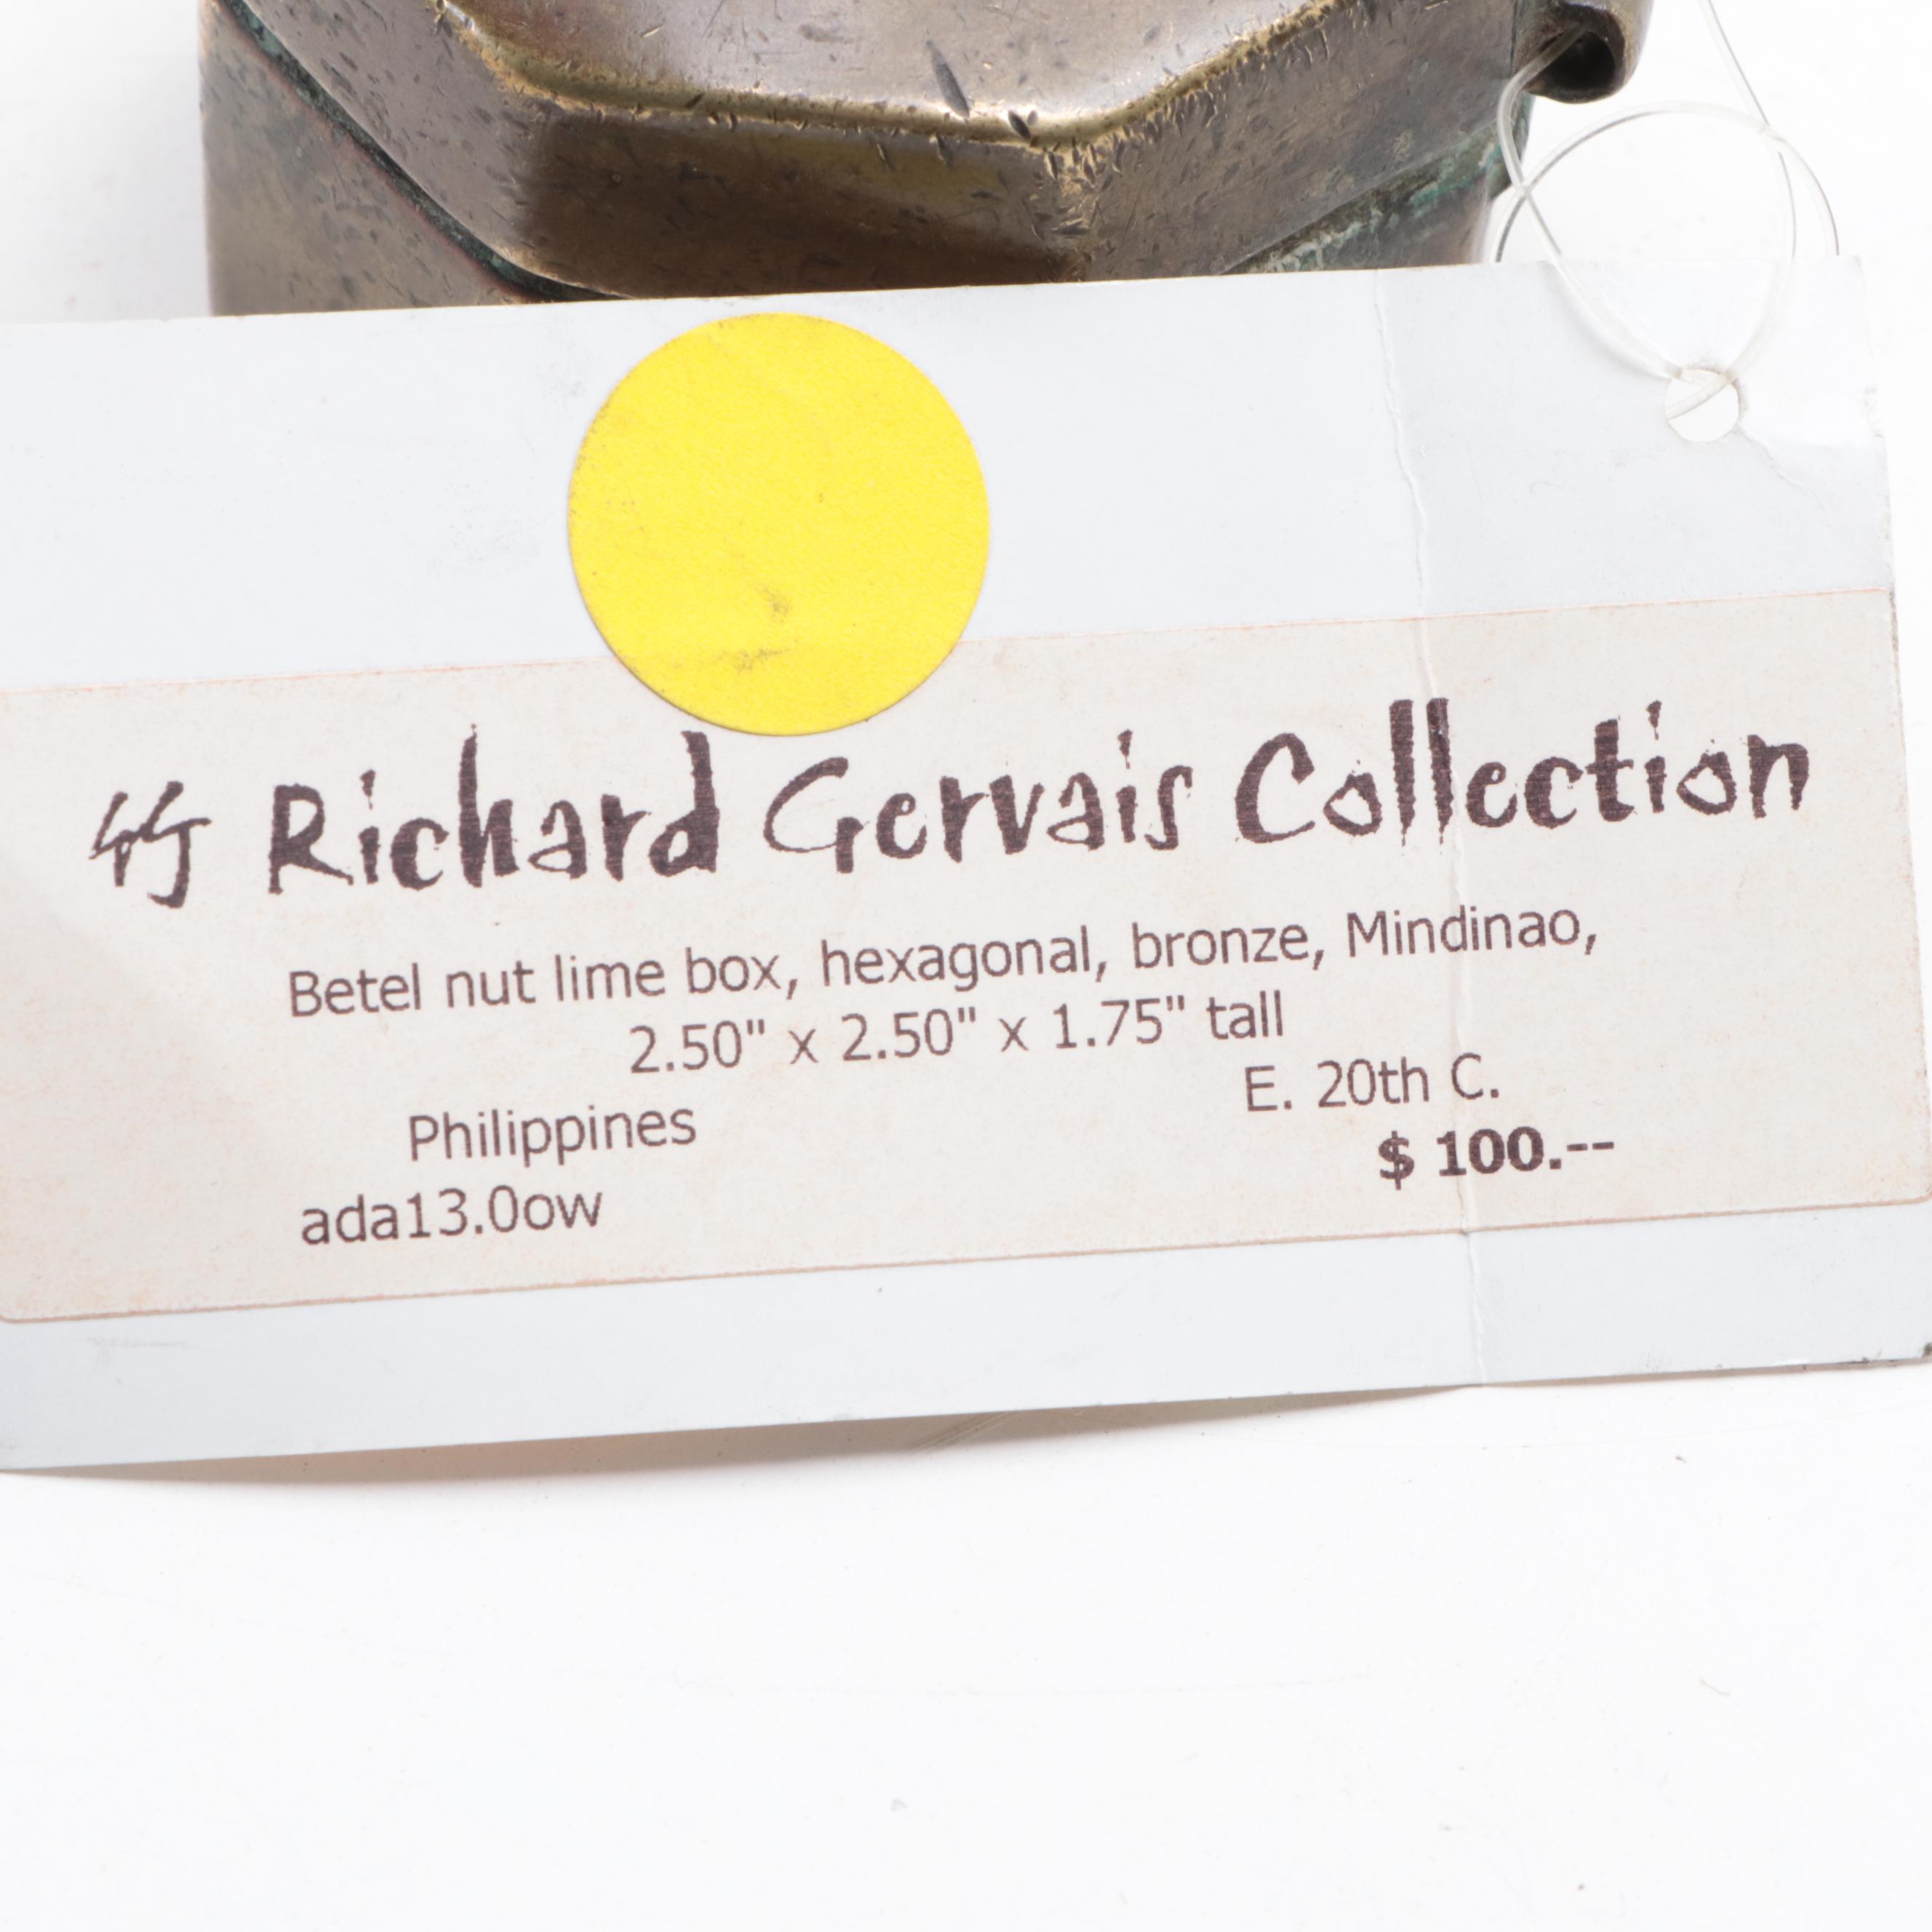 Richard Gervais Collection
Betel nut lime box, hexagonal, bronze, Mindinao,
2.50" x 2.50" x 1.75" tall
Philippines E. 20th C.
ada13.0ow $ 100.--